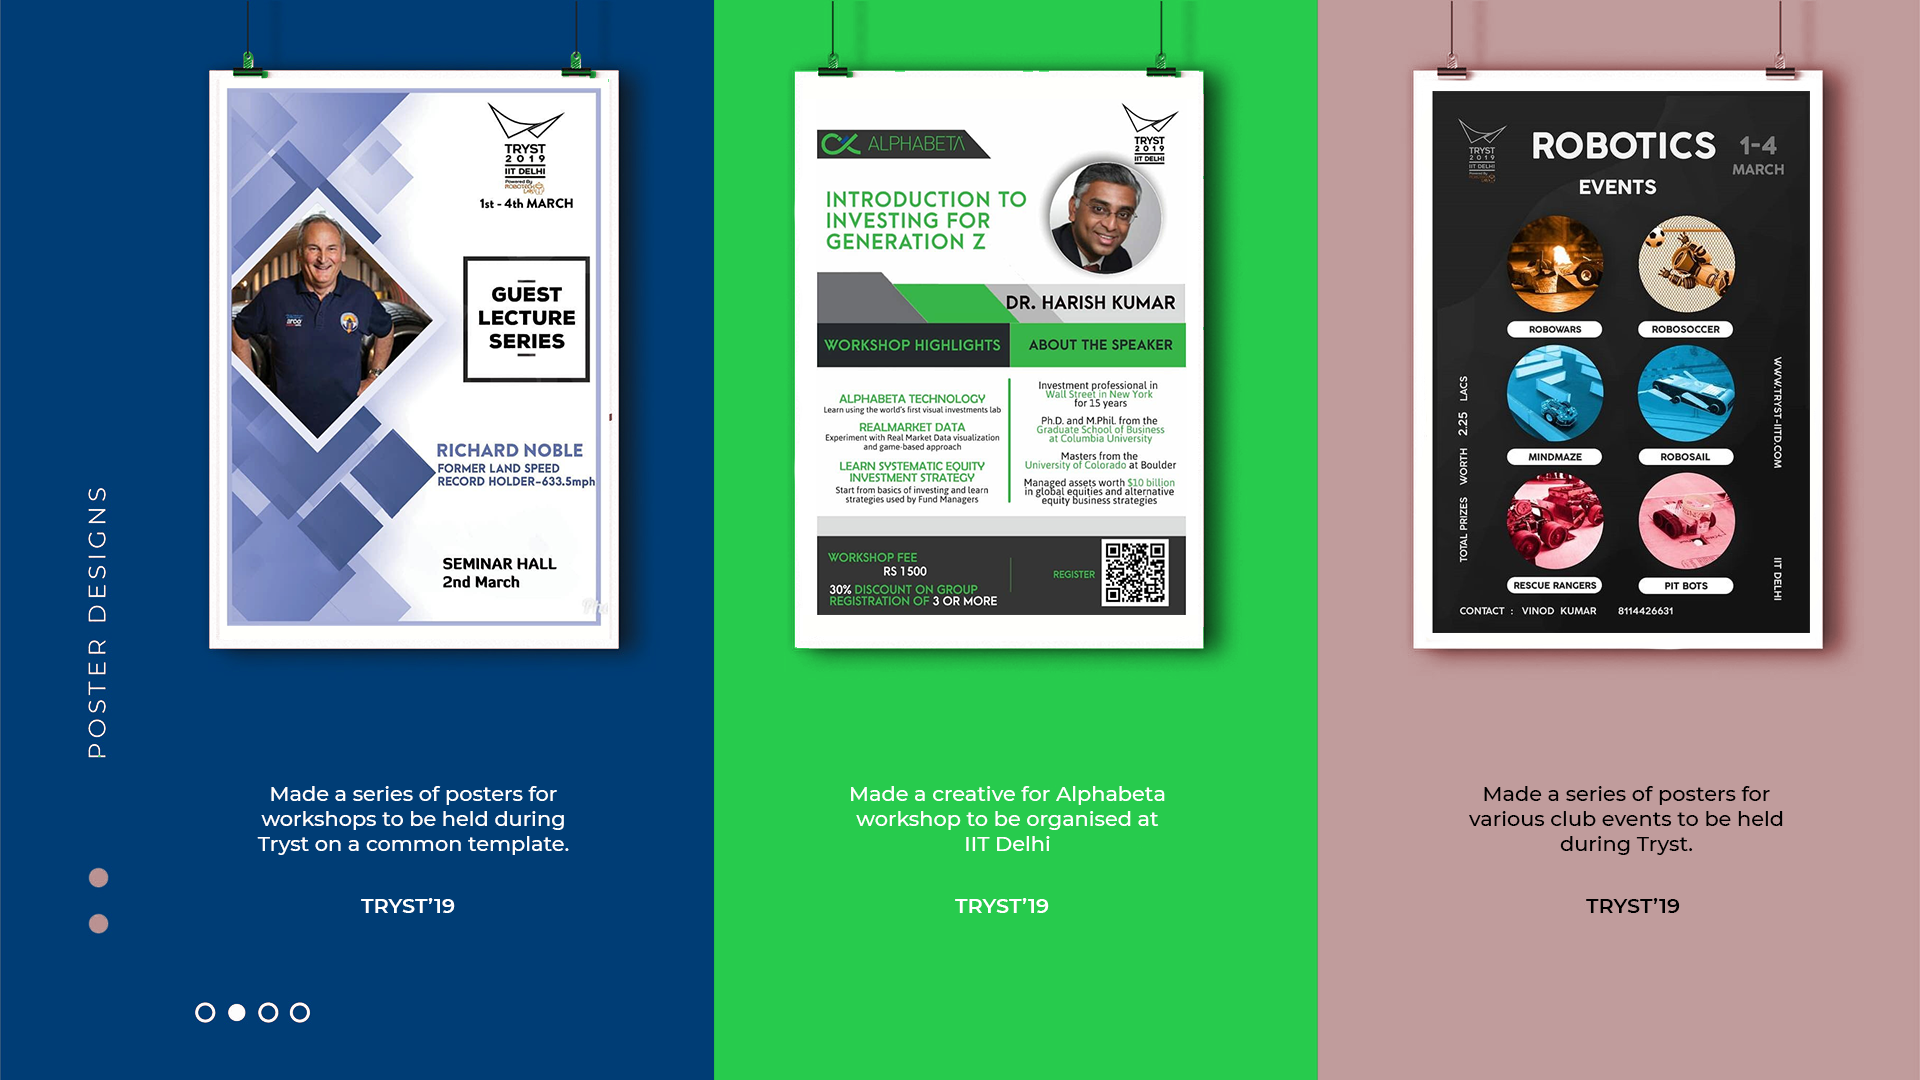 POSTER DESIGNS
TRYST
2019
IIT DELHI
Powered By
1st - 4th MARCH
GUEST
LECTURE
SERIES
RICHARD NOBLE
FORMER LAND SPEED
RECORD HOLDER-633.5mph
SEMINAR HALL
2nd March
Made a series of posters for
workshops to be held during
Tryst on a common template.
TRYST’19
ALPHABETA
TRYST
2019
IIT DELHI
INTRODUCTION TO
INVESTING FOR
GENERATION Z
DR. HARISH KUMAR
WORKSHOP HIGHLIGHTS
ABOUT THE SPEAKER
ALPHABETA TECHNOLOGY
Learn using the world's first visual investments lab
REALMARKET DATA
Experiment with Real Market Data visualization
and game-based approach
LEARN SYSTEMATIC EQUITY
INVESTMENT STRATEGY
Start from basics of investing and learn
strategies used by Fund Managers
Investment professional in
Wall Street in New York
for 15 years
Ph.D. and M.Phil. from the
Graduate School of Business
at Columbia University
Masters from the
University of Colorado at Boulder
Managed assets worth $10 billion
in global equities and alternative
equity business strategies
WORKSHOP FEE
RS 1500
30% DISCOUNT ON GROUP
REGISTRATION OF 3 OR MORE
REGISTER
Made a creative for Alphabeta
workshop to be organised at
IIT Delhi
TRYST’19
TRYST
2019
IIT DELHI
Powered By
ROBOTICS
EVENTS
1-4
MARCH
ROBOWARS
ROBOSOCCER
MINDMAZE
ROBOSAIL
RESCUE RANGERS
PIT BOTS
TOTAL PRIZES WORTH 2.25 LACS
WWW.TRYST-IITD.COM
IIT DELHI
CONTACT : VINOD KUMAR 8114426631
Made a series of posters for
various club events to be held
during Tryst.
TRYST’19